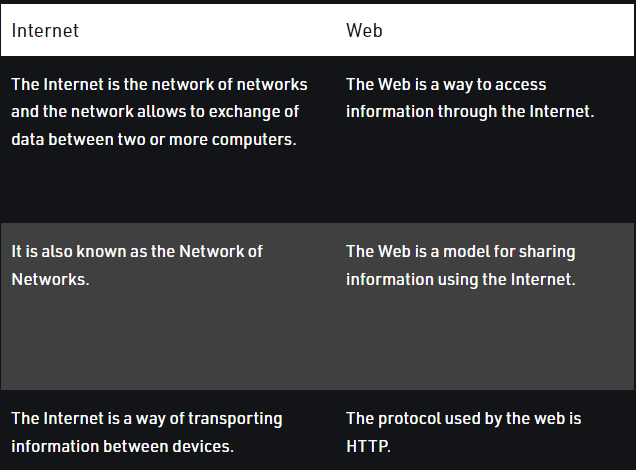 Internet
Web
The Internet is the network of networks
and the network allows to exchange of
data between two or more computers.
The Web is a way to access
information through the Internet.
It is also known as the Network of
Networks.
The Web is a model for sharing
information using the Internet.
The Internet is a way of transporting
information between devices.
The protocol used by the web is
HTTP.